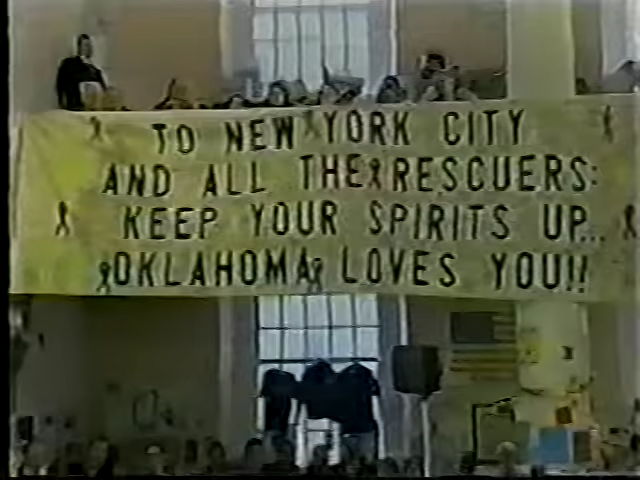 TO NEW YORK CITY
AND ALL THE RESCUERS:
KEEP YOUR SPIRITS UP...
OKLAHOMA LOVES YOU!!